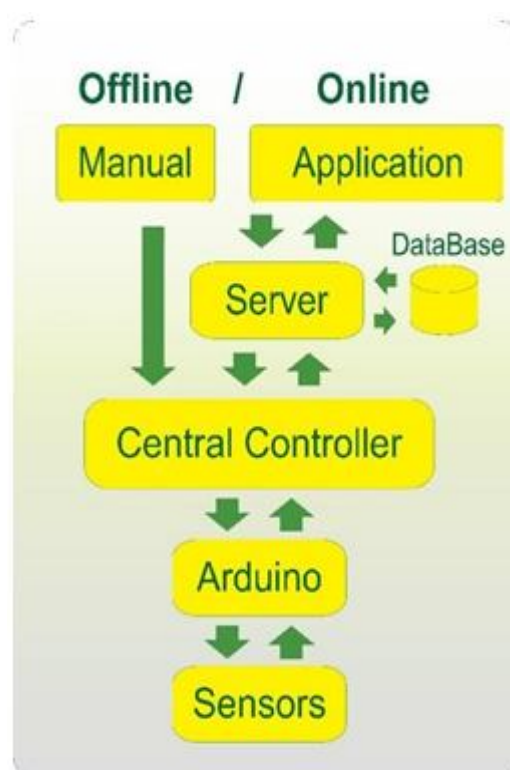 Offline / Online
Manual Application
DataBase
Server
Central Controller
Arduino
Sensors